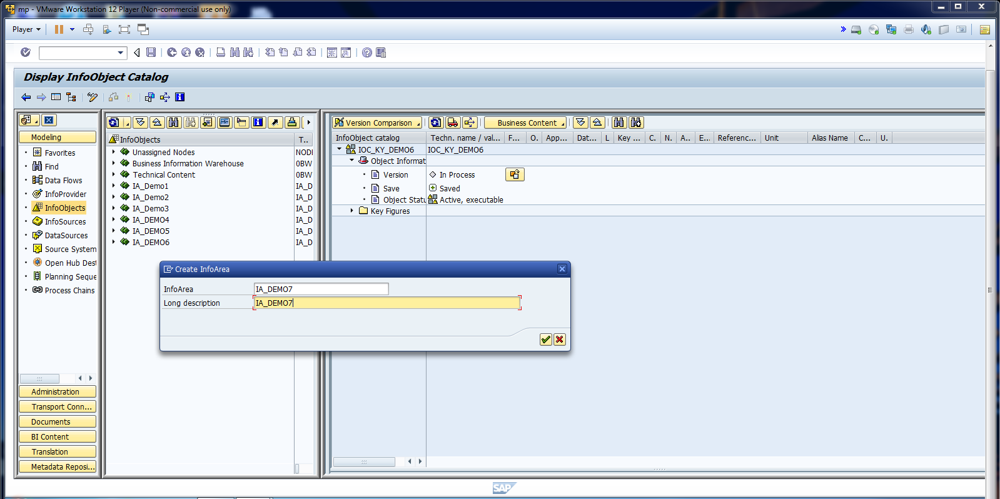 mp - VMware Workstation 12 Player (Non-commercial use only)
Player
Display InfoObject Catalog
Modeling
Favorites
Find
Data Flows
InfoProvider
InfoObjects
InfoSources
DataSources
Source System
Open Hub Dest
Planning Seque
Process Chains
Administration
Transport Conn...
Documents
BI Content
Translation
Metadata Reposi...
InfoObjects T..
Unassigned Nodes NODI
Business Information Warehouse 0BW
Technical Content 0BW
IA_Demo1 IA_D
IA_Demo2 IA_D
IA_Demo3 IA_D
IA_DEMO4 IA_D
IA_DEMO5 IA_D
IA_DEMO6 IA_D
Version Comparison Business Content
InfoObject catalog Techn. name / val... F... O. App... Dat... L Key ... C. N. A.. E... Referenc... Unit Alias Name C... U.
IOC_KY_DEMO6 IOC_KY_DEMO6
Object Informat
Version In Process
Save Saved
Object Statu Active, executable
Key Figures
Create InfoArea
InfoArea IA_DEMO7
Long description IA_DEMO7
SAP